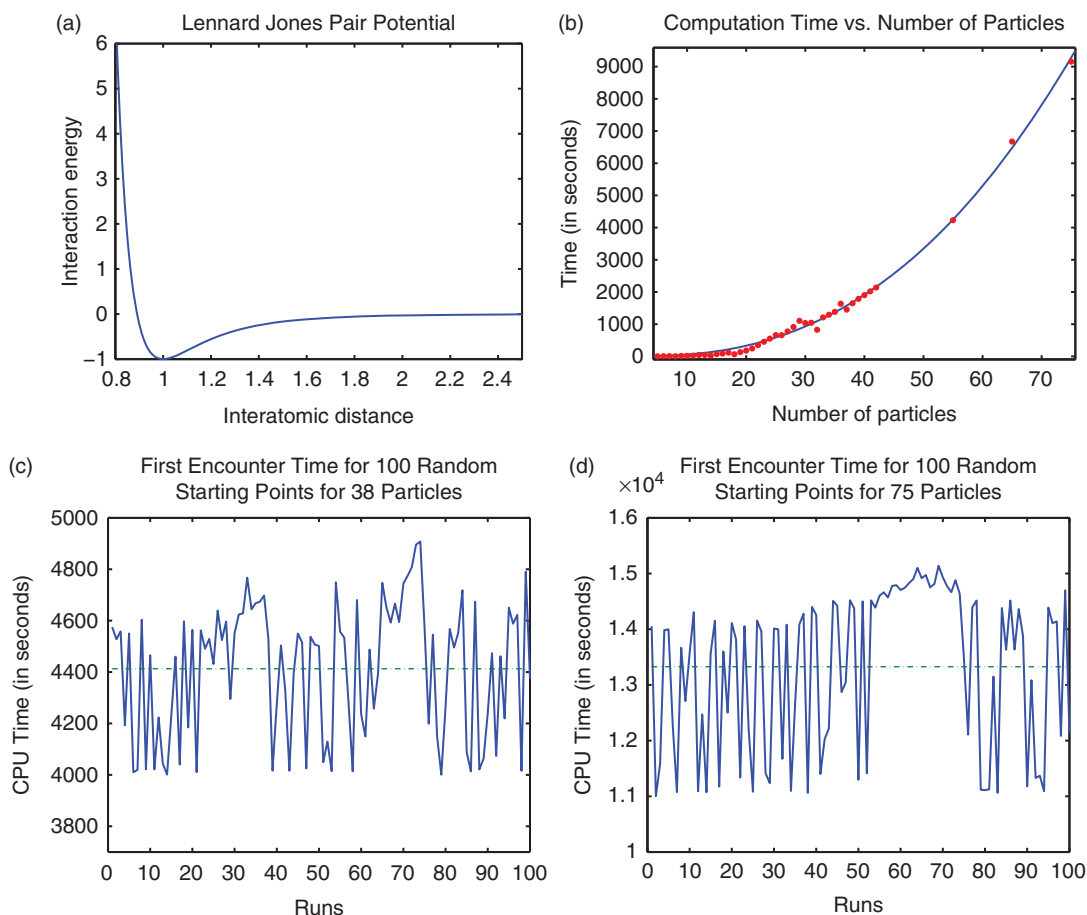 (a) Lennard Jones Pair Potential
6
5
4
3
2
1
0
−1
0.8 1 1.2 1.4 1.6 1.8 2 2.2 2.4
Interaction energy
Interatomic distance
(b) Computation Time vs. Number of Particles
9000
8000
7000
6000
5000
4000
3000
2000
1000
0
10 20 30 40 50 60 70
Time (in seconds)
Number of particles
(c) First Encounter Time for 100 Random
Starting Points for 38 Particles
5000
4800
4600
4400
4200
4000
3800
0 10 20 30 40 50 60 70 80 90 100
CPU Time (in seconds)
Runs
(d) First Encounter Time for 100 Random
Starting Points for 75 Particles
×10⁴
1.6
1.5
1.4
1.3
1.2
1.1
1
0 10 20 30 40 50 60 70 80 90 100
CPU Time (in seconds)
Runs